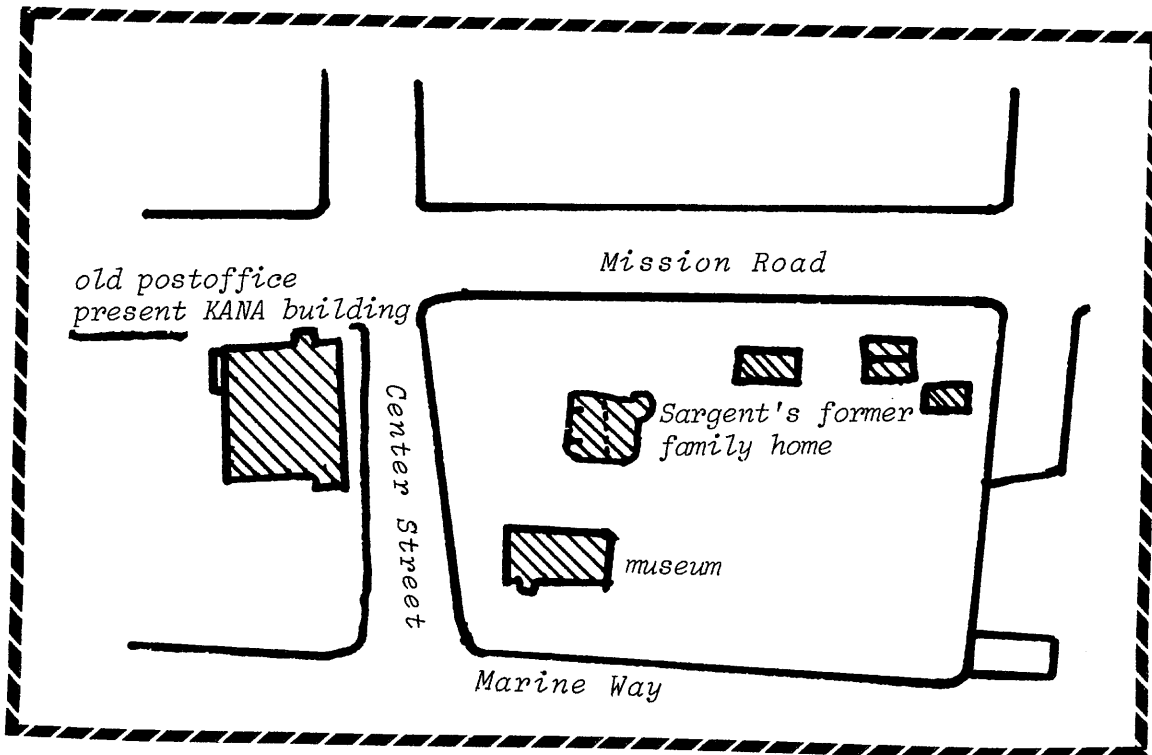 Mission Road
old postoffice
present KANA building
Center Street
Sargent's former
family home
museum
Marine Way